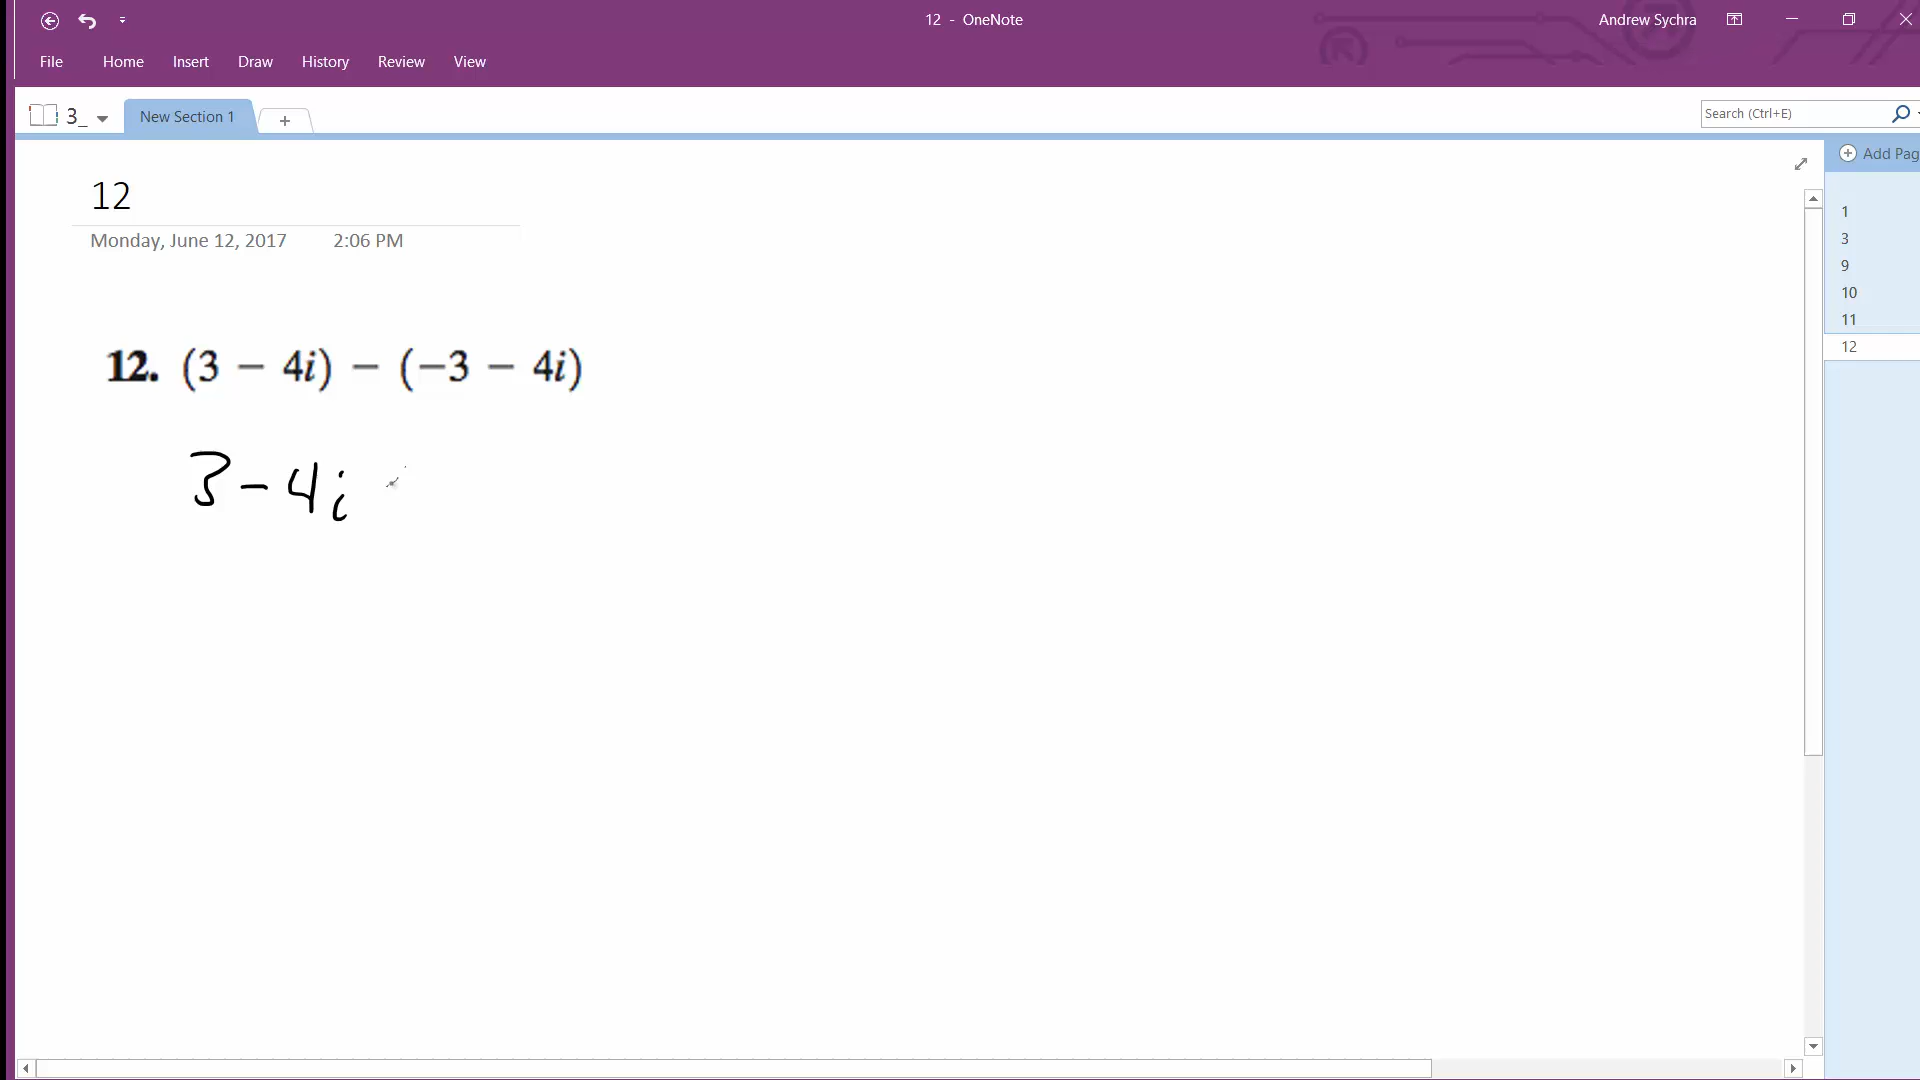 12 - OneNote
Andrew Sychra
File Home Insert Draw History Review View
3_ New Section 1 +
Search (Ctrl+E)
Add Pag
12
Monday, June 12, 2017 2:06 PM
12. (3 − 4i) − (−3 − 4i)
3 - 4i
1
3
9
10
11
12